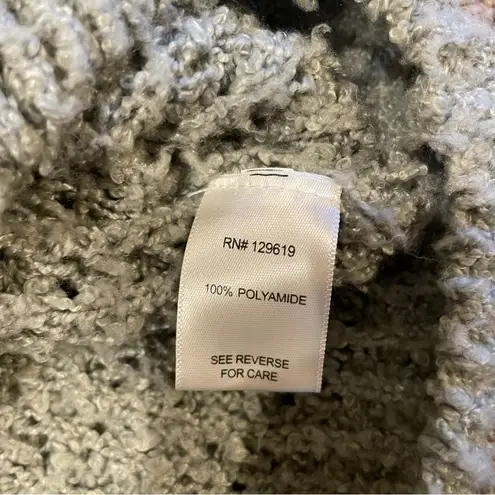 RN# 129619
100% POLYAMIDE
SEE REVERSE
FOR CARE